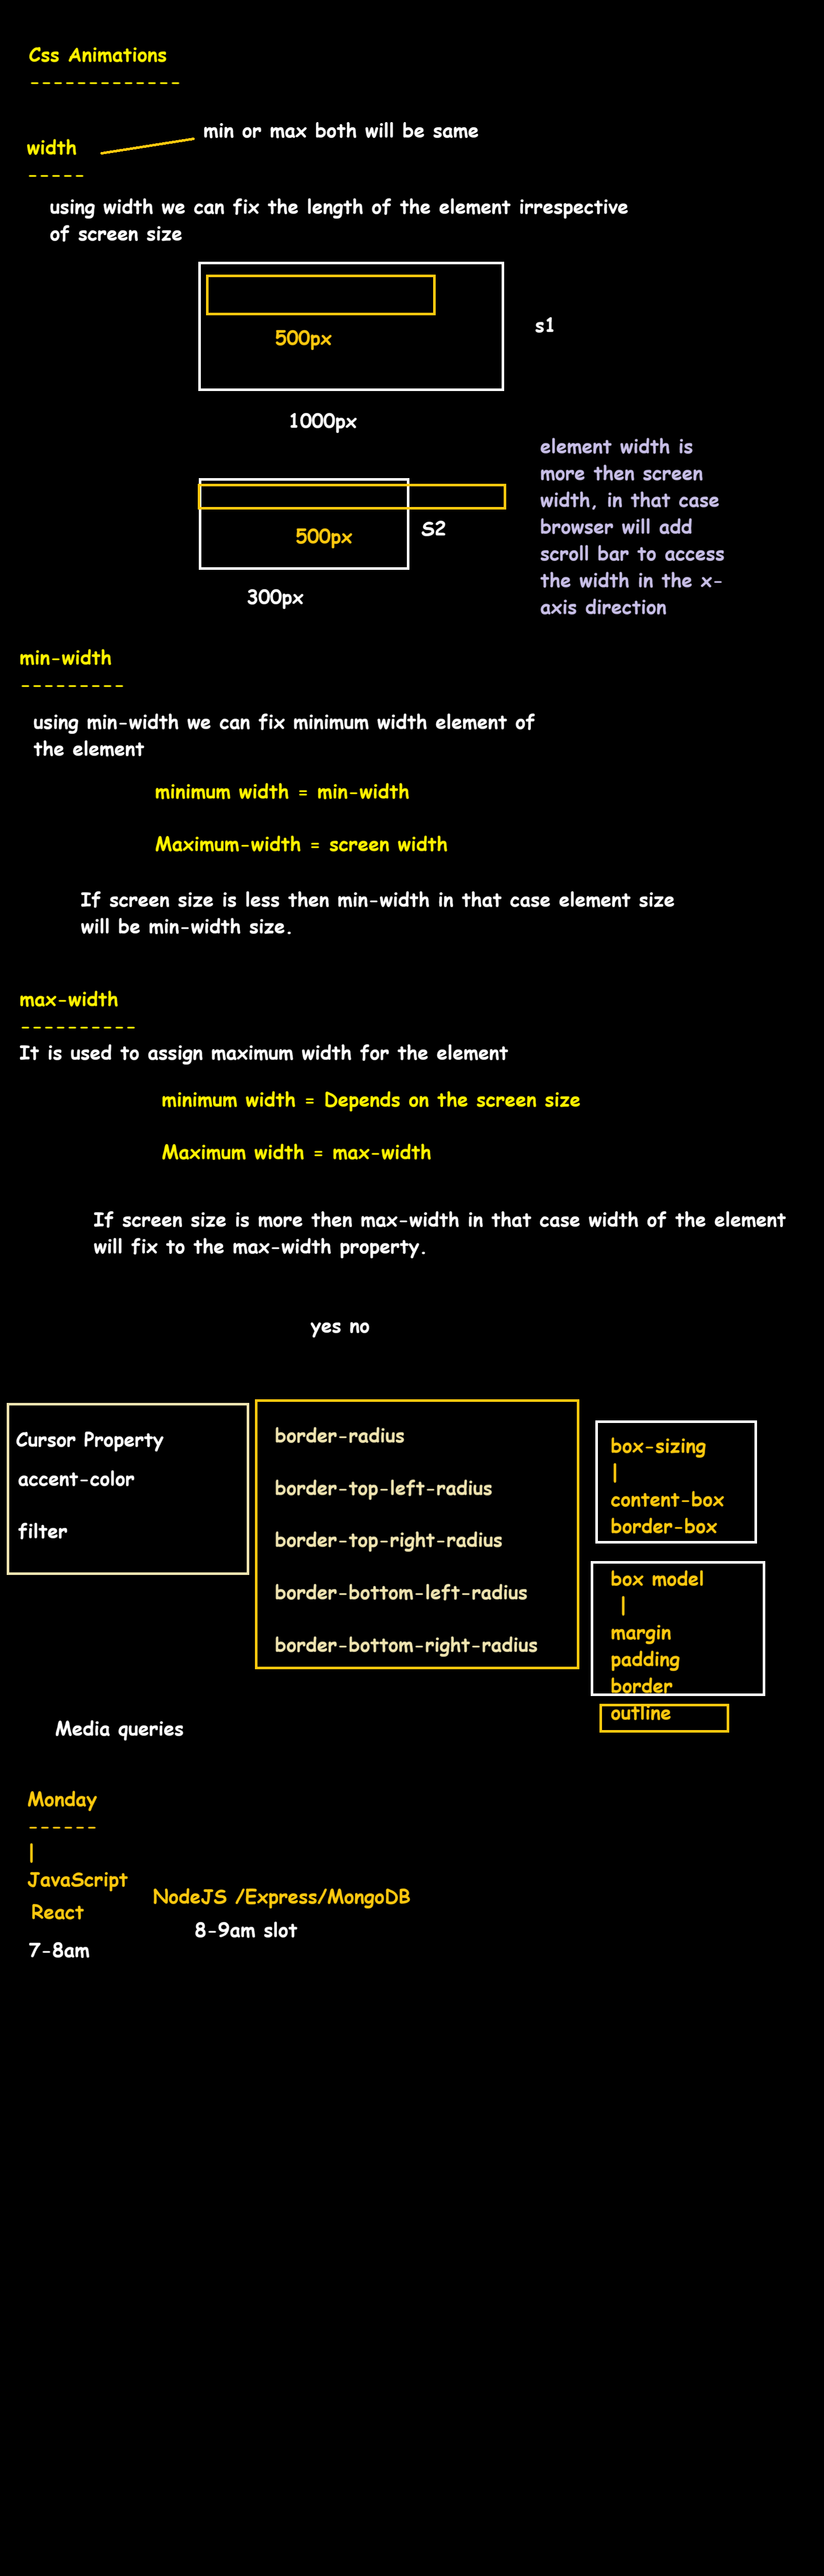 Css Animations
-------------
min or max both will be same
width
-----
using width we can fix the length of the element irrespective
of screen size
s1
500px
1000px
element width is
more then screen
width, in that case
browser will add
scroll bar to access
the width in the x-
axis direction
S2
500px
300px
min-width
---------
using min-width we can fix minimum width element of
the element
minimum width = min-width
Maximum-width = screen width
If screen size is less then min-width in that case element size
will be min-width size.
max-width
----------
It is used to assign maximum width for the element
minimum width = Depends on the screen size
Maximum width = max-width
If screen size is more then max-width in that case width of the element
will fix to the max-width property.
yes no
Cursor Property
accent-color
filter
border-radius
border-top-left-radius
border-top-right-radius
border-bottom-left-radius
border-bottom-right-radius
box-sizing
|
content-box
border-box
box model
|
margin
padding
border
outline
Media queries
Monday
------
|
JavaScript
React
7-8am
NodeJS /Express/MongoDB
8-9am slot